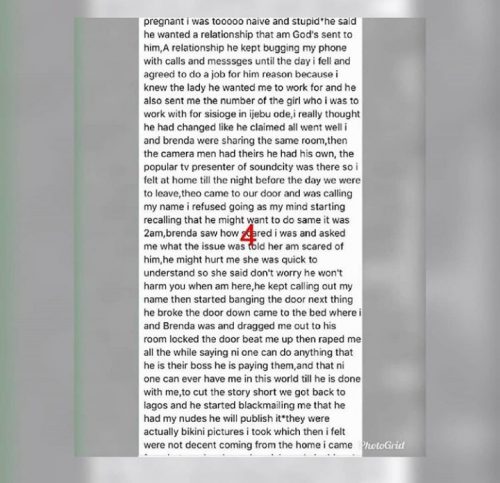 pregnant i was tooooo naive and stupid*he said
he wanted a relationship that am God's sent to
him,A relationship he kept bugging my phone
with calls and messsges until the day i fell and
agreed to do a job for him reason because i
knew the lady he wanted me to work for and he
also sent me the number of the girl who i was to
work with for sisioge in ijebu ode,i really thought
he had changed like he claimed all went well i
and brenda were sharing the same room,then
the camera men had theirs he had his own, the
popular tv presenter of soundcity was there so i
felt at home till the night before the day we were
to leave,theo came to our door and was calling
my name i refused going as my mind starting
recalling that he might want to do same it was
2am,brenda saw how scared i was and asked
4
me what the issue was told her am scared of
him,he might hurt me she was quick to
understand so she said don't worry he won't
harm you when am here,he kept calling out my
name then started banging the door next thing
he broke the door down came to the bed where i
and Brenda was and dragged me out to his
room locked the door beat me up then raped me
all the while saying ni one can do anything that
he is their boss he is paying them,and that ni
one can ever have me in this world till he is done
with me,to cut the story short we got back to
lagos and he started blackmailing me that he
had my nudes he will publish it*they were
actually bikini pictures i took which then i felt
were not decent coming from the home i came
PhotoGrid